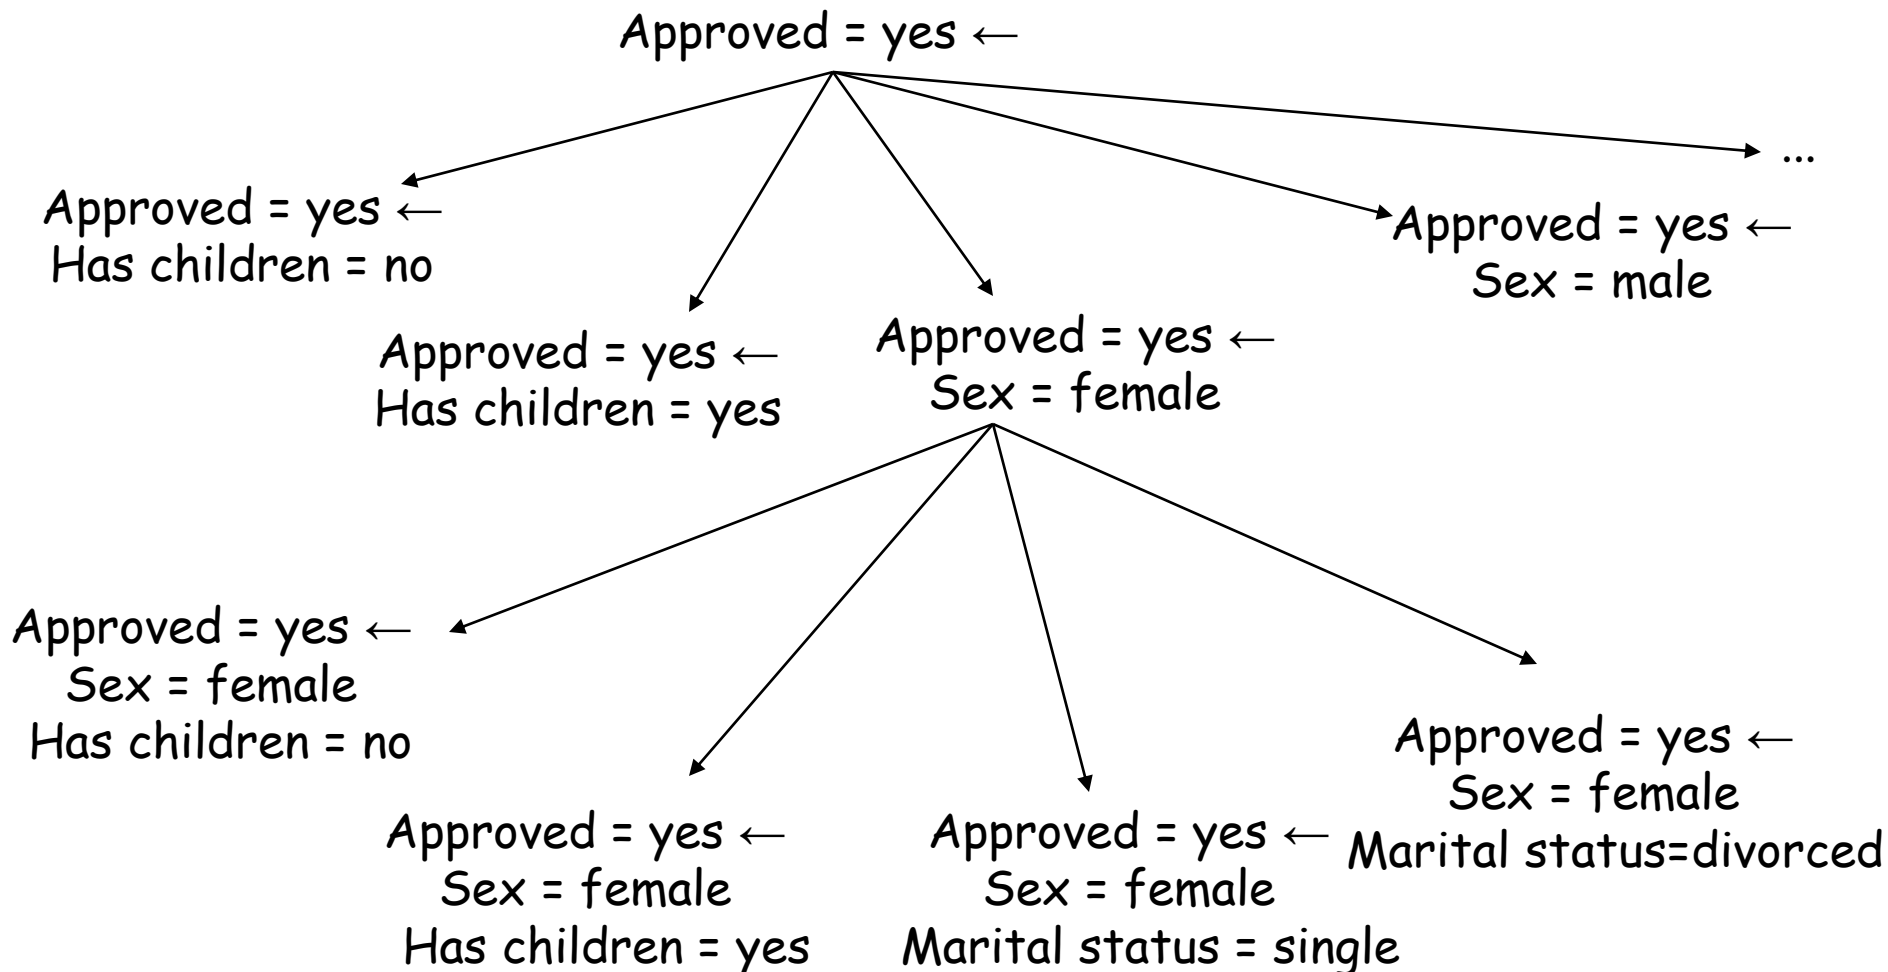 Approved = yes ←
...
Approved = yes ←
Has children = no
Approved = yes ←
Sex = male
Approved = yes ←
Has children = yes
Approved = yes ←
Sex = female
Approved = yes ←
Sex = female
Has children = no
Approved = yes ←
Sex = female
Has children = yes
Approved = yes ←
Sex = female
Marital status = single
Approved = yes ←
Sex = female
Marital status=divorced